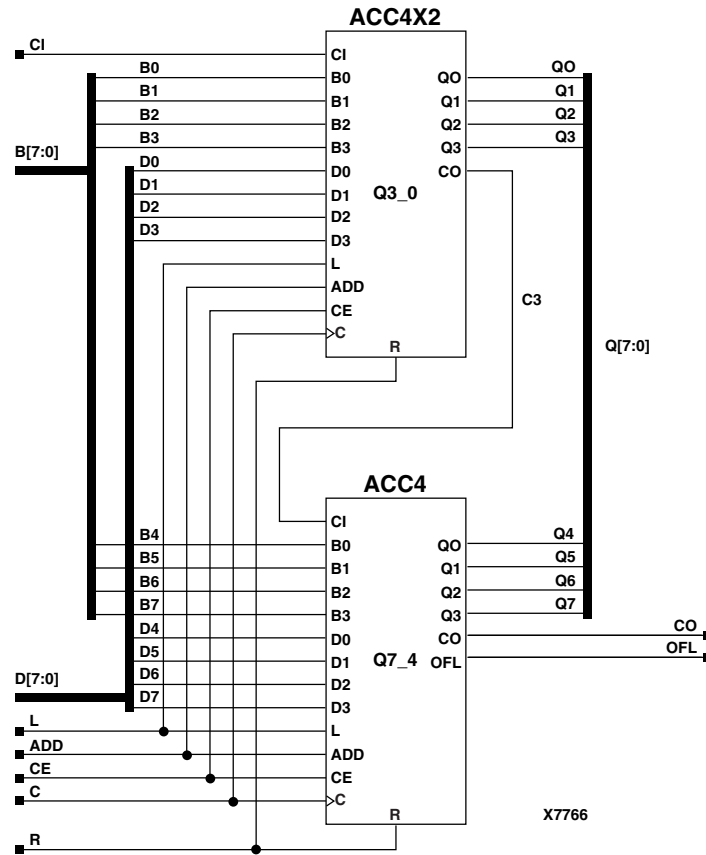 ACC4X2
CI
CI
B0
B0
QO
QO
B1
B1
Q1
Q1
B2
B2
Q2
Q2
B3
B3
Q3
Q3
B[7:0]
D0
D0
CO
D1
D1
Q3_0
D2
D2
D3
D3
L
ADD
C3
CE
C
R
Q[7:0]
ACC4
CI
B4
B0
QO
Q4
B5
B1
Q1
Q5
B6
B2
Q2
Q6
B7
B3
Q3
Q7
D4
D0
CO
CO
D5
D1
Q7_4
OFL
OFL
D[7:0]
D6
D2
D7
D3
L
L
ADD
ADD
CE
CE
C
C
R
X7766
R